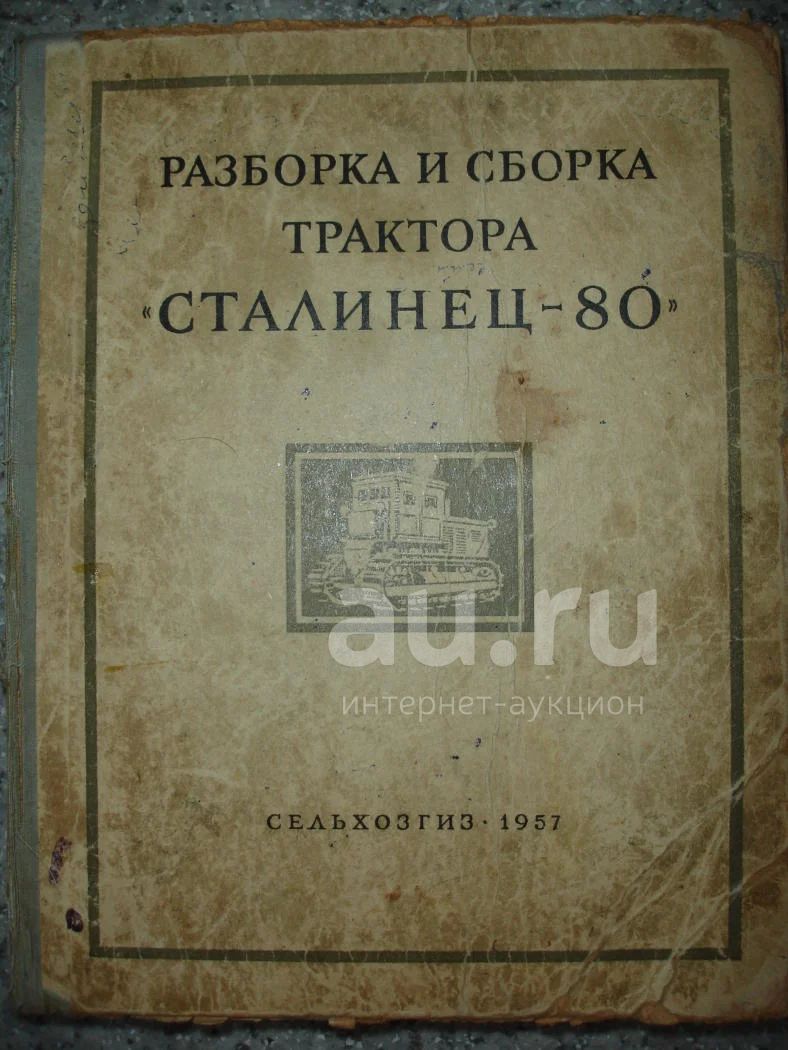 РАЗБОРКА И СБОРКА
ТРАКТОРА
«СТАЛИНЕЦ-80»
au.ru
интернет-аукцион
СЕЛЬХОЗГИЗ · 1957